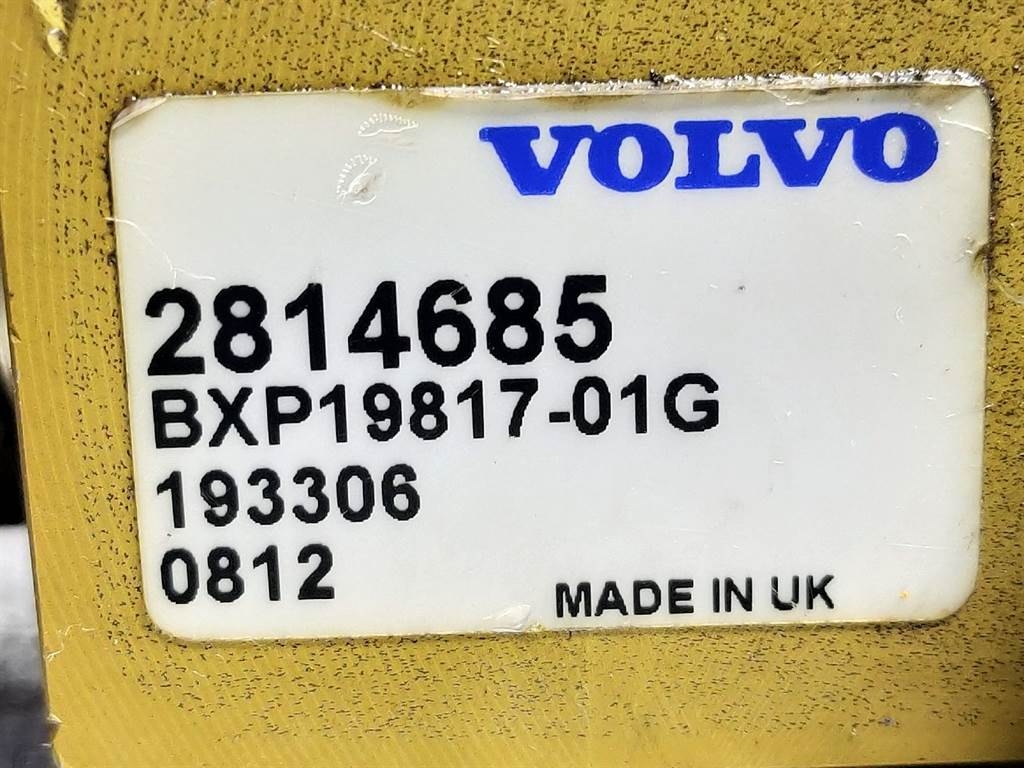 VOLVO
2814685
BXP19817-01G
193306
0812
MADE IN UK